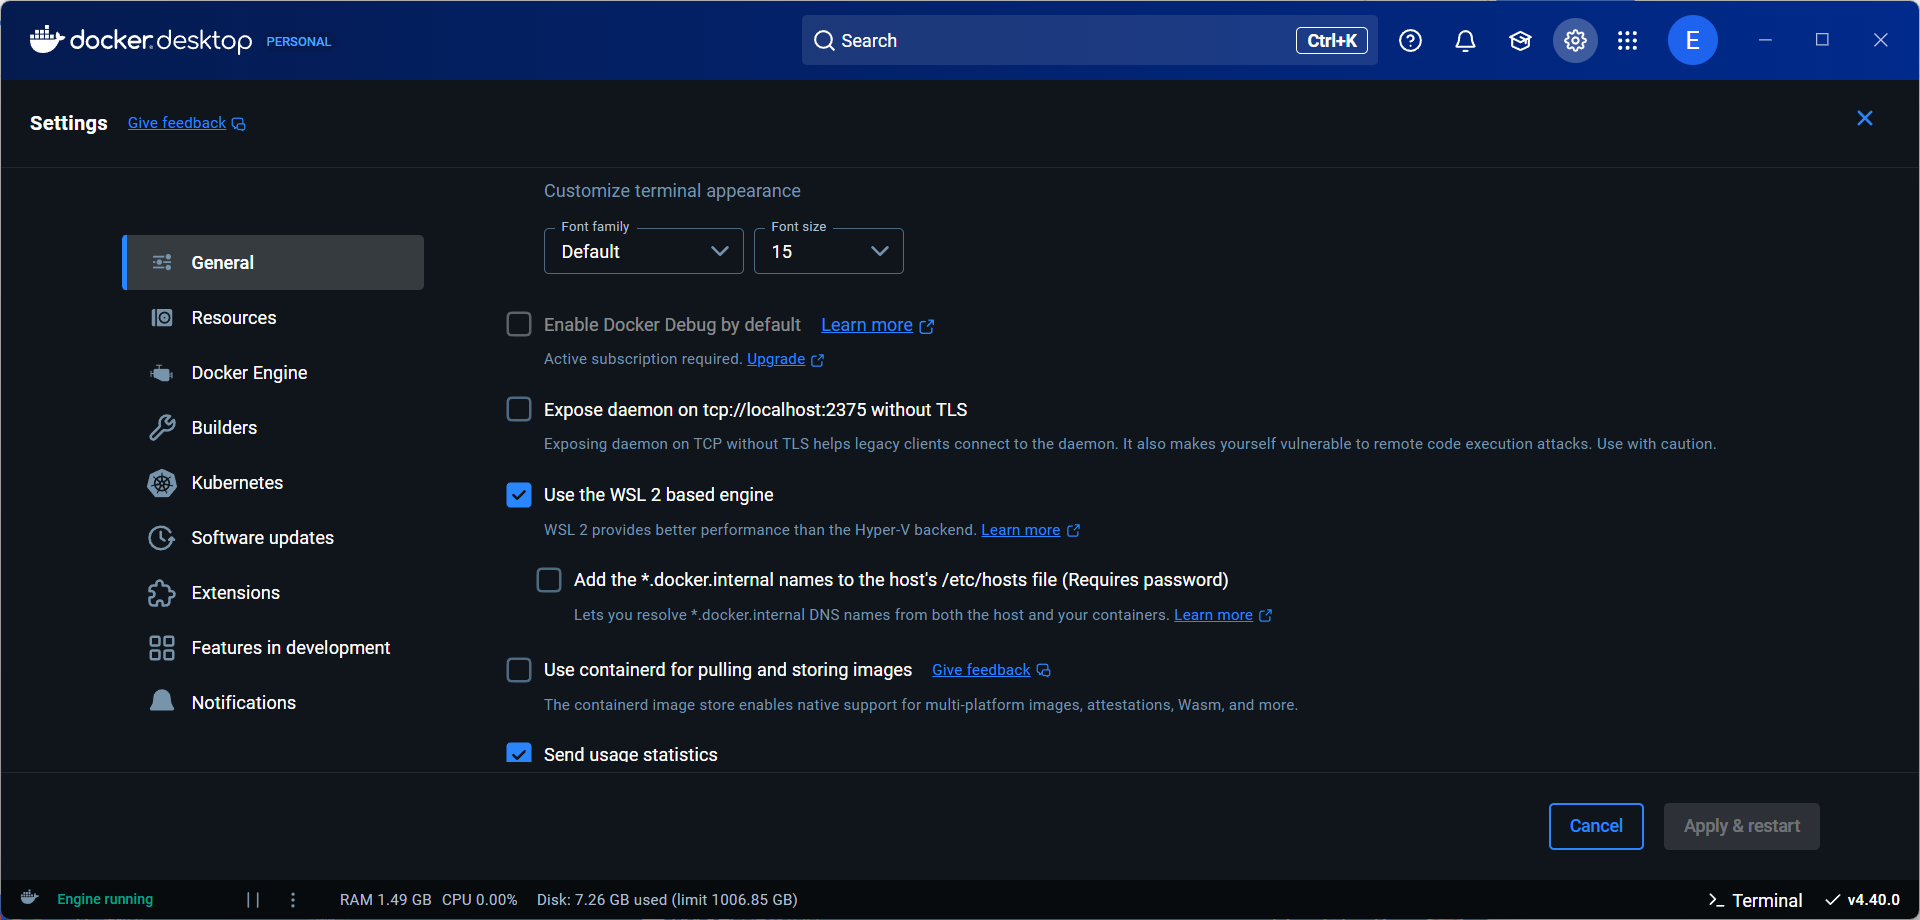 docker.desktop PERSONAL
Search
Ctrl+K
E
Settings
Give feedback
Customize terminal appearance
Font family
Default
Font size
15
General
Resources
Docker Engine
Builders
Kubernetes
Software updates
Extensions
Features in development
Notifications
Enable Docker Debug by default Learn more
Active subscription required. Upgrade
Expose daemon on tcp://localhost:2375 without TLS
Exposing daemon on TCP without TLS helps legacy clients connect to the daemon. It also makes yourself vulnerable to remote code execution attacks. Use with caution.
Use the WSL 2 based engine
WSL 2 provides better performance than the Hyper-V backend. Learn more
Add the *.docker.internal names to the host's /etc/hosts file (Requires password)
Lets you resolve *.docker.internal DNS names from both the host and your containers. Learn more
Use containerd for pulling and storing images Give feedback
The containerd image store enables native support for multi-platform images, attestations, Wasm, and more.
Send usage statistics
Cancel
Apply & restart
Engine running
RAM 1.49 GB CPU 0.00% Disk: 7.26 GB used (limit 1006.85 GB)
Terminal
v4.40.0